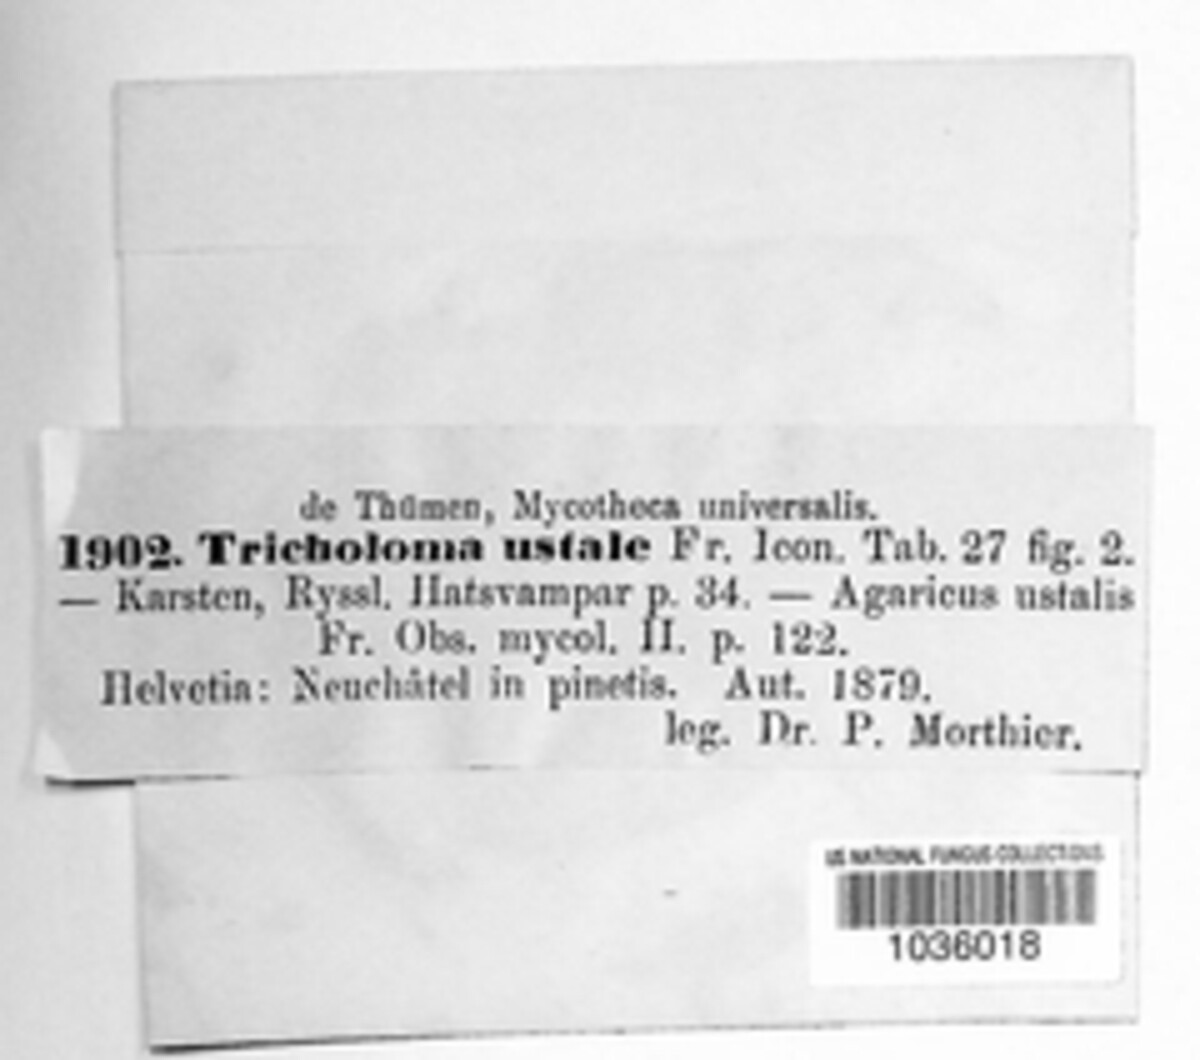 de Thümen, Mycotheca universalis.
1902. Tricholoma ustale Fr. Icon. Tab. 27 fig. 2.
— Karsten, Ryssl. Hatsvampar p. 34. — Agaricus ustalis
Fr. Obs. mycol. II. p. 122.
Helvetia: Neuchâtel in pinetis. Aut. 1879.
leg. Dr. P. Morthier.
US NATIONAL FUNGUS COLLECTIONS
1036018